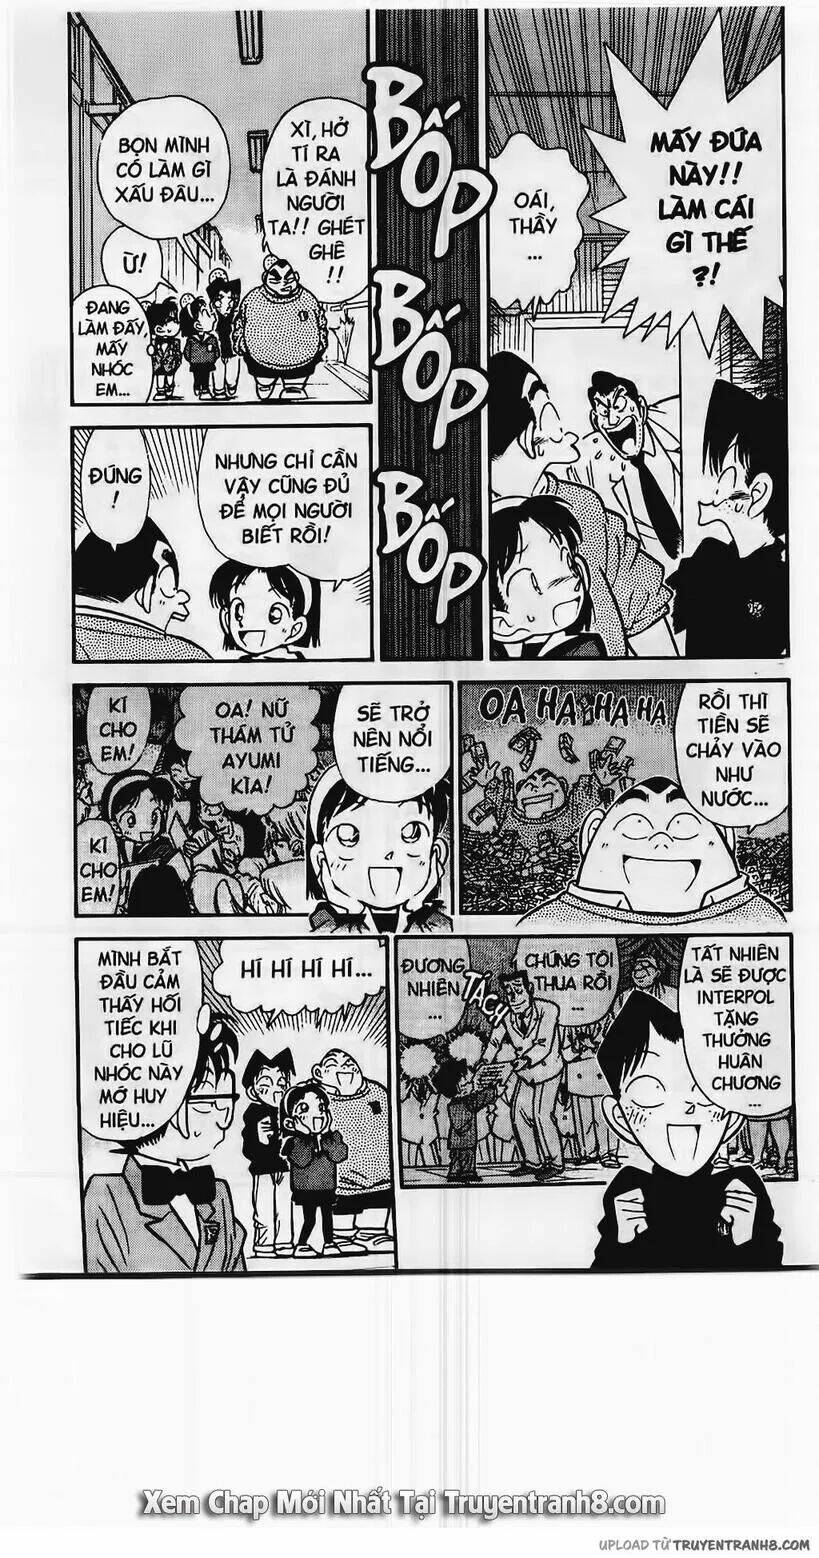 MẤY ĐỨA
NÀY!!
LÀM CÁI
GÌ THẾ
?!
OÁI,
THẦY
...
BỐP
BỐP
BỐP
XÌ, HỞ
TÍ RA
LÀ ĐÁNH
NGƯỜI
TA!! GHÉT
GHÊ
!!
BỌN MÌNH
CÓ LÀM GÌ
XẤU ĐÂU...
Ừ!
ĐANG
LÀM ĐẤY,
MẤY
NHÓC
EM...
NHƯNG CHỈ CẦN
VẬY CŨNG ĐỦ
ĐỂ MỌI NGƯỜI
BIẾT RỒI!
ĐÚNG
!
RỒI THÌ
TIỀN SẼ
CHẢY VÀO
NHƯ
NƯỚC...
OA HA HA HA HA
SẼ TRỞ
NÊN NỔI
TIẾNG...
OA! NỮ
THÁM TỬ
AYUMI
KÌA!
KÍ
CHO
EM!
KÍ
CHO
EM!
TẤT NHIÊN
LÀ SẼ ĐƯỢC
INTERPOL
TẶNG
THƯỞNG
HUÂN
CHƯƠNG
...
CHÚNG TÔI
THUA RỒI
...
TÁCH
ĐƯƠNG
NHIÊN
...
HÍ HÍ HÍ HÍ...
MÌNH BẮT
ĐẦU CẢM
THẤY HỐI
TIẾC KHI
CHO LŨ
NHÓC NÀY
MỚ HUY
HIỆU...
Xem Chap Mới Nhất Tại Truyentranh8.com
UPLOAD TỪ TRUYENTRANH8.COM